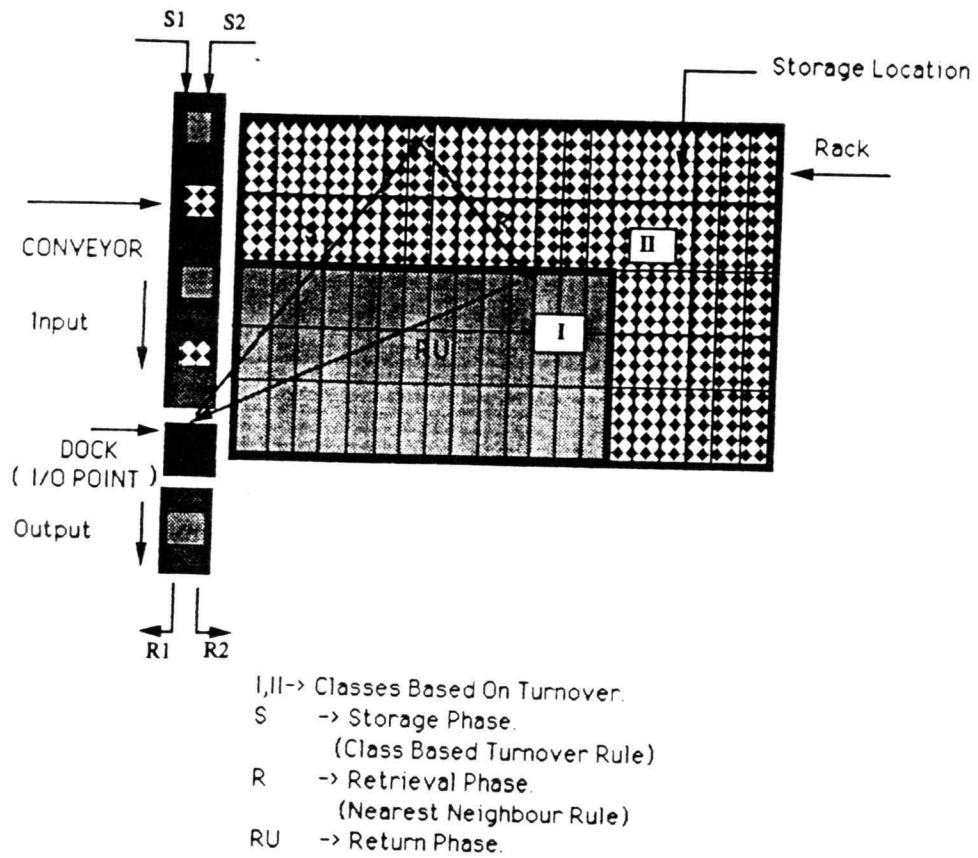 S1 S2
Storage Location
Rack
CONVEYOR
II
Input
I
RU
R
DOCK
( I/O POINT )
Output
R1 R2
I,II-> Classes Based On Turnover.
S -> Storage Phase.
(Class Based Turnover Rule)
R -> Retrieval Phase.
(Nearest Neighbour Rule)
RU -> Return Phase.